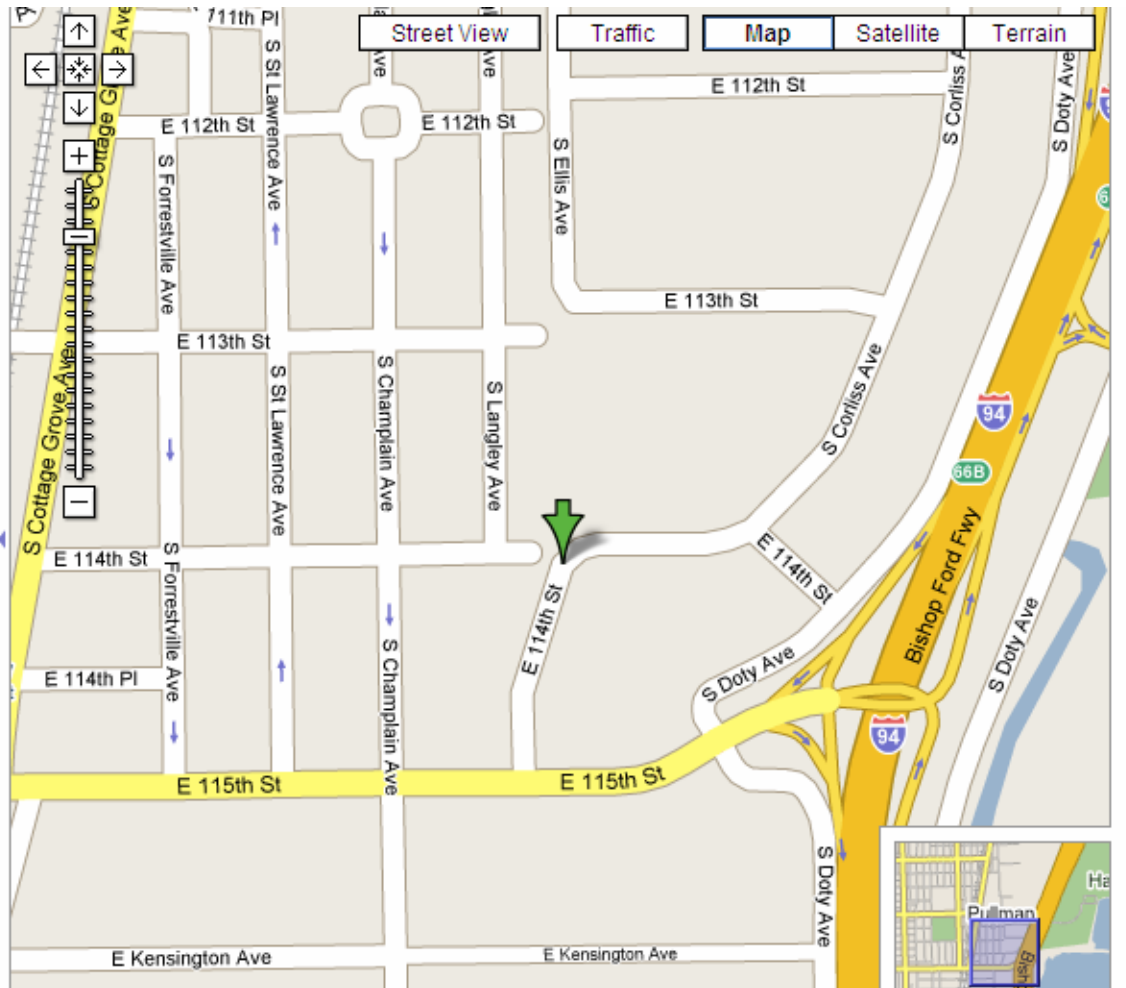 111th Pl
Street View
Traffic
Map
Satellite
Terrain
S Cottage Grove Ave
S St Lawrence Ave
Ave
Ave
E 112th St
E 112th St
E 112th St
S Corliss A
S Doty Ave
S Forrestville Ave
S Ellis Ave
E 113th St
E 113th St
S Cottage Grove Ave
S St Lawrence Ave
S Champlain Ave
S Langley Ave
S Corliss Ave
94
66B
Bishop Ford Fwy
E 114th St
S Forrestville Ave
E 114th St
E 114th St
E 114th Pl
S Champlain Ave
S Doty Ave
S Doty Ave
94
E 115th St
E 115th St
S Doty Ave
E Kensington Ave
E Kensington Ave
Pullman
Ha
Bish